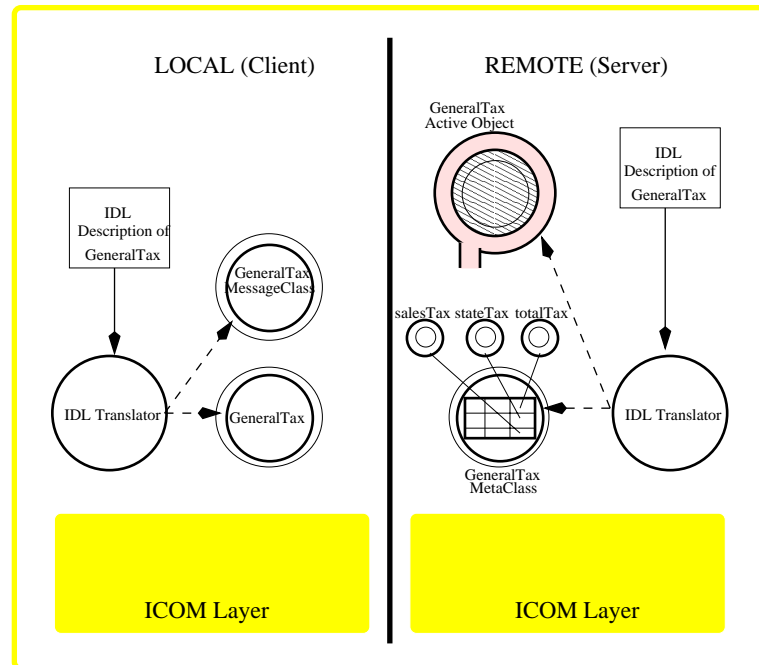 LOCAL (Client)
REMOTE (Server)
GeneralTax
Active Object
IDL
Description of
GeneralTax
IDL
Description of
GeneralTax
GeneralTax
MessageClass
salesTax stateTax totalTax
IDL Translator
GeneralTax
IDL Translator
GeneralTax
MetaClass
ICOM Layer
ICOM Layer